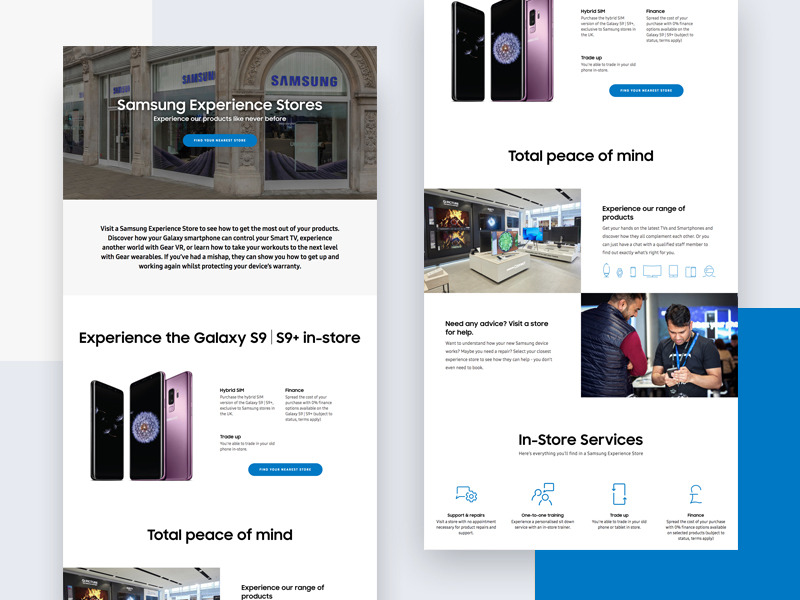 SAMSUNG
SAMSUNG
Samsung Experience Stores
Experience our products like never before
FIND YOUR NEAREST STORE
Visit a Samsung Experience Store to see how to get the most out of your products.
Discover how your Galaxy smartphone can control your Smart TV, experience
another world with Gear VR, or learn how to take your workouts to the next level
with Gear wearables. If you've had a mishap, they can show you how to get up and
working again whilst protecting your device's warranty.
Experience the Galaxy S9 | S9+ in-store
Hybrid SIM
Purchase the hybrid SIM
version of the Galaxy S9 | S9+,
exclusive to Samsung stores in
the UK.
Finance
Spread the cost of your
purchase with 0% finance
options available on the
Galaxy S9 | S9+ (subject to
status, terms apply)
Trade up
You're able to trade in your old
phone in-store.
FIND YOUR NEAREST STORE
Total peace of mind
Experience our range of
products
Hybrid SIM
Purchase the hybrid SIM
version of the Galaxy S9 | S9+,
exclusive to Samsung stores in
the UK.
Finance
Spread the cost of your
purchase with 0% finance
options available on the
Galaxy S9 | S9+ (subject to
status, terms apply)
Trade up
You're able to trade in your old
phone in-store.
FIND YOUR NEAREST STORE
Total peace of mind
Experience our range of
products
Get your hands on the latest TVs and Smartphones and
discover how they all complement each other. Or you
can just have a chat with a qualified staff member to
find out exactly what's right for you.
Need any advice? Visit a store
for help.
Want to understand how your new Samsung device
works? Maybe you need a repair? Select your closest
experience store to see how they can help - you don't
even need to book.
In-Store Services
Here's everything you'll find in a Samsung Experience Store
Support & repairs
Visit a store with no appointment
necessary for product repairs and
support.
One-to-one training
Experience a personalised sit down
service with an in-store trainer.
Trade up
You're able to trade in your old
phone or tablet in store.
Finance
Spread the cost of your purchase
with 0% finance options available
on selected products (subject to
status, terms apply)